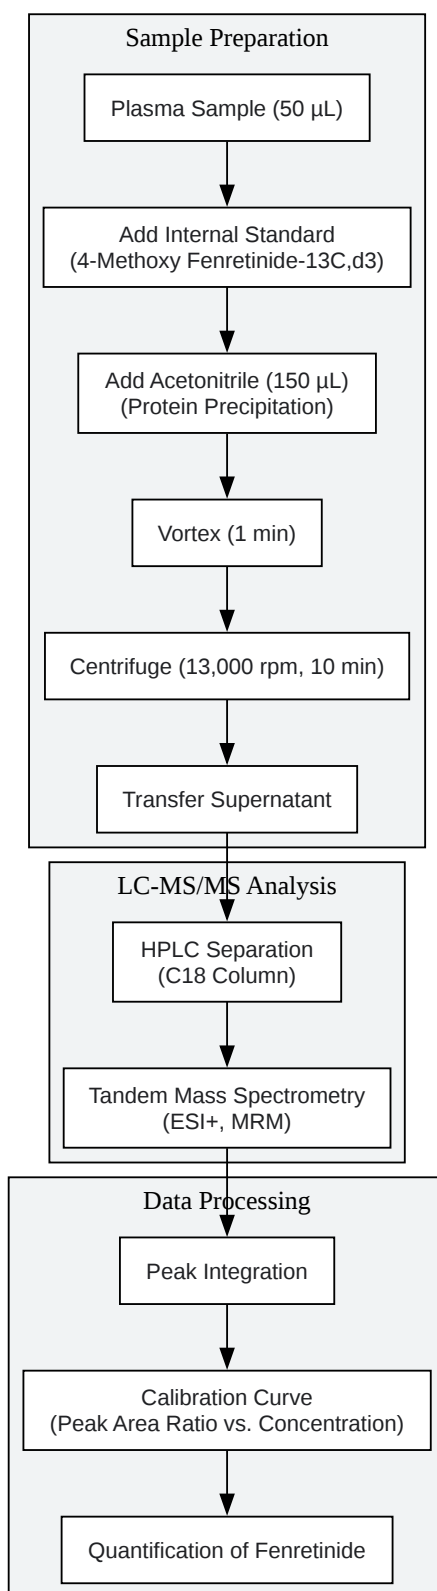 Sample Preparation
Plasma Sample (50 µL)
Add Internal Standard
(4-Methoxy Fenretinide-13C,d3)
Add Acetonitrile (150 µL)
(Protein Precipitation)
Vortex (1 min)
Centrifuge (13,000 rpm, 10 min)
Transfer Supernatant
LC-MS/MS Analysis
HPLC Separation
(C18 Column)
Tandem Mass Spectrometry
(ESI+, MRM)
Data Processing
Peak Integration
Calibration Curve
(Peak Area Ratio vs. Concentration)
Quantification of Fenretinide